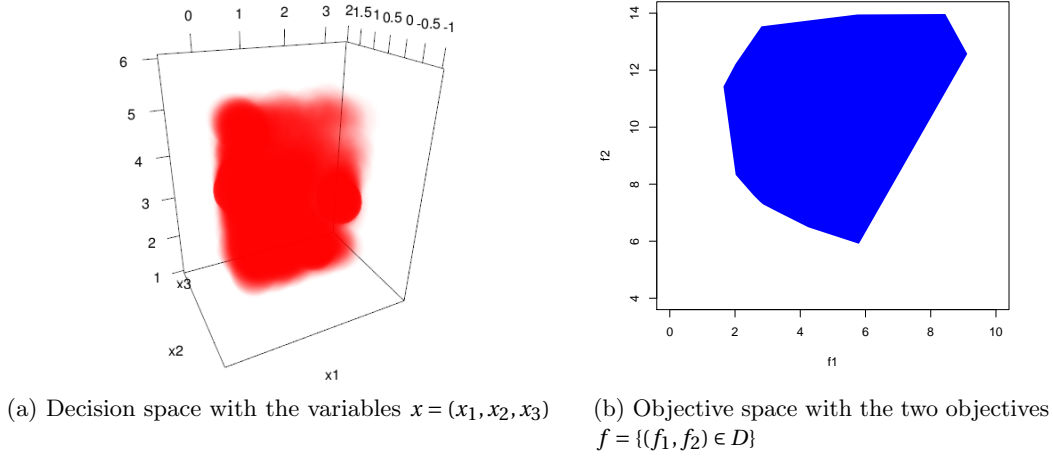 0 1 2 3 2 1.5 1 0.5 0 -0.5 -1
6
5
4
3
2
1
x3
x2
x1
14
12
10
8
6
4
f2
0 2 4 6 8 10
f1
(a) Decision space with the variables x = (x1, x2, x3)
(b) Objective space with the two objectives
f = {(f1, f2) ∈ D}